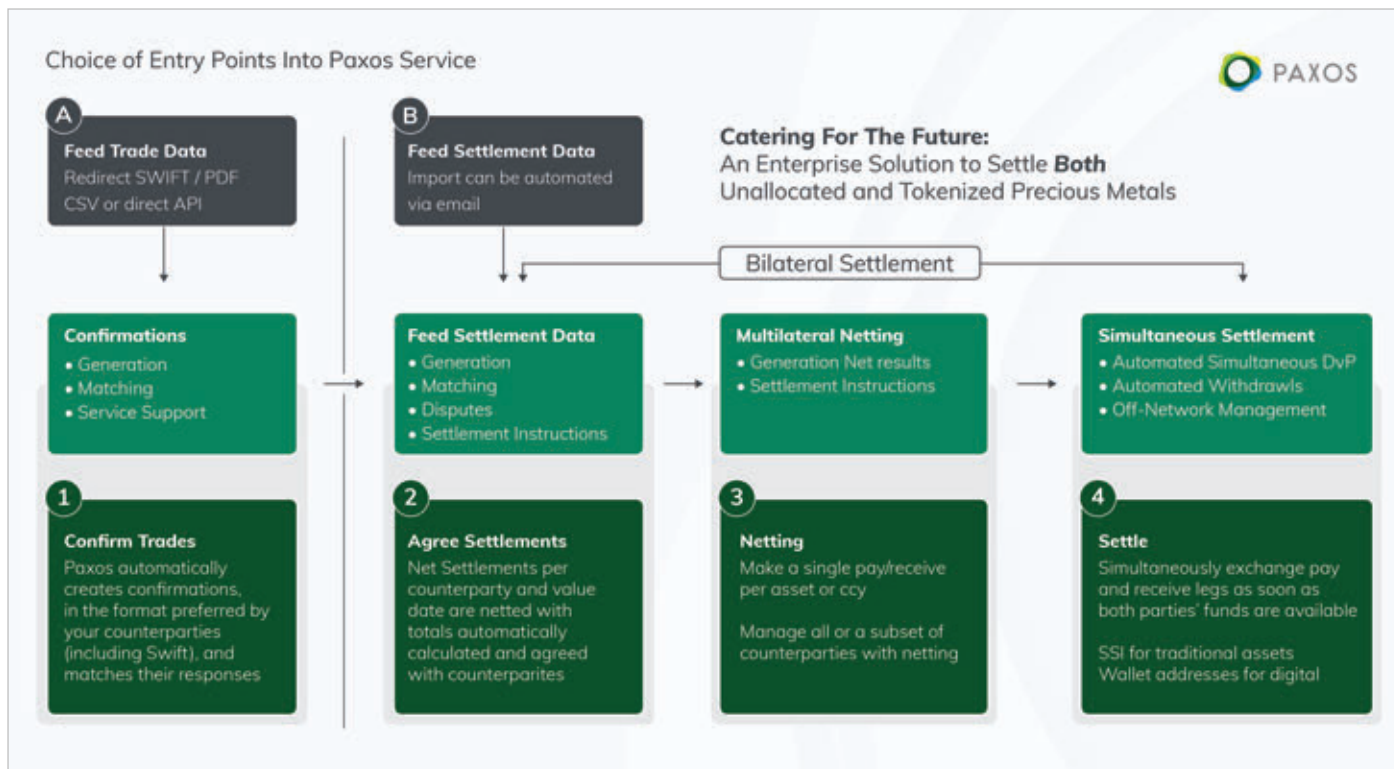 Choice of Entry Points Into Paxos Service
PAXOS
A
Feed Trade Data
Redirect SWIFT / PDF
CSV or direct API
B
Feed Settlement Data
Import can be automated
via email
Catering For The Future:
An Enterprise Solution to Settle Both
Unallocated and Tokenized Precious Metals
Bilateral Settlement
Confirmations
• Generation
• Matching
• Service Support
Feed Settlement Data
• Generation
• Matching
• Disputes
• Settlement Instructions
Multilateral Netting
• Generation Net results
• Settlement Instructions
Simultaneous Settlement
• Automated Simultaneous DvP
• Automated Withdrawls
• Off-Network Management
1
Confirm Trades
Paxos automatically
creates confirmations,
in the format preferred by
your counterparties
(including Swift), and
matches their responses
2
Agree Settlements
Net Settlements per
counterparty and value
date are netted with
totals automatically
calculated and agreed
with counterparites
3
Netting
Make a single pay/receive
per asset or ccy
Manage all or a subset of
counterparties with netting
4
Settle
Simultaneously exchange pay
and receive legs as soon as
both parties' funds are available
SSI for traditional assets
Wallet addresses for digital